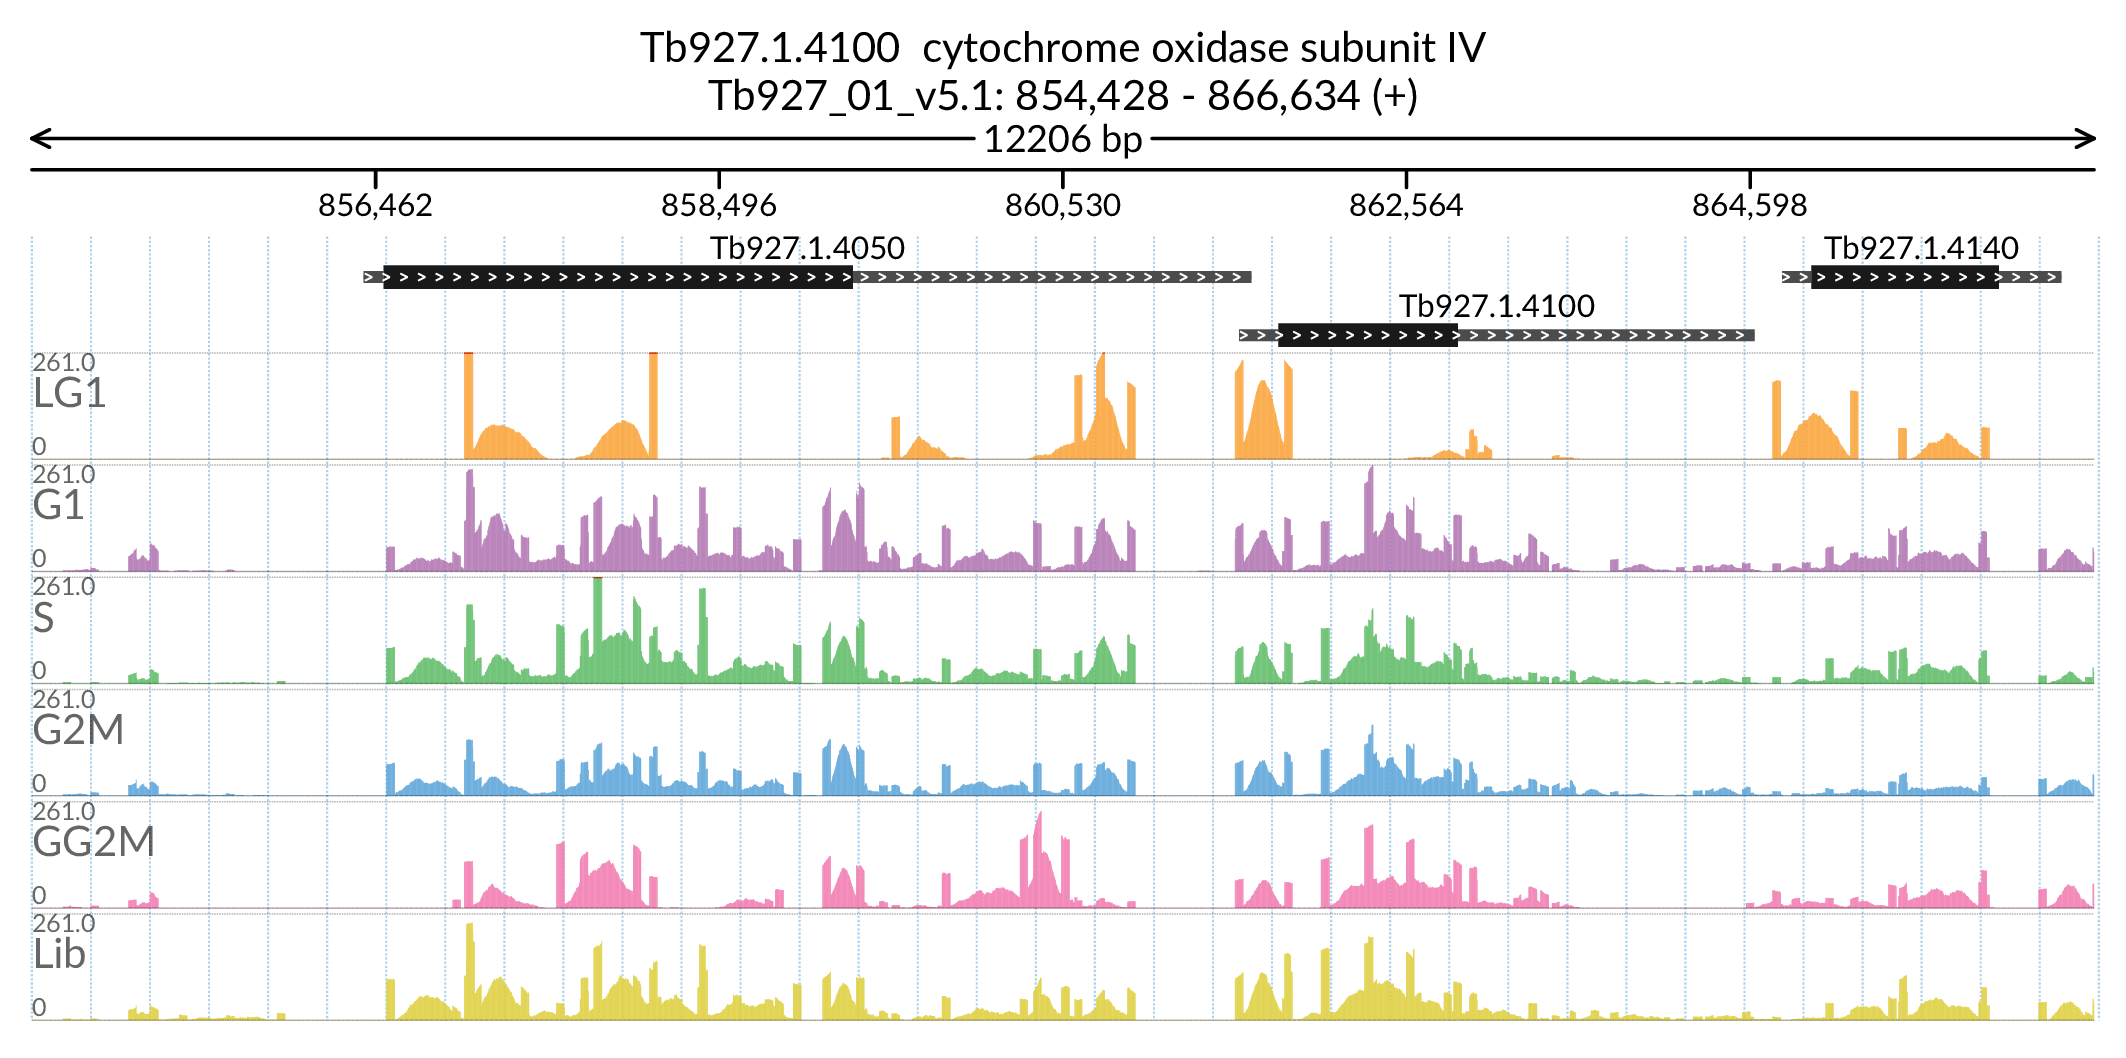 Tb927.1.4100  cytochrome oxidase subunit IV
Tb927_01_v5.1: 854,428 - 866,634 (+)
12206 bp
856,462 858,496 860,530 862,564 864,598
Tb927.1.4050 Tb927.1.4140
Tb927.1.4100
261.0
LG1
0
261.0
G1
0
261.0
S
0
261.0
G2M
0
261.0
GG2M
0
261.0
Lib
0